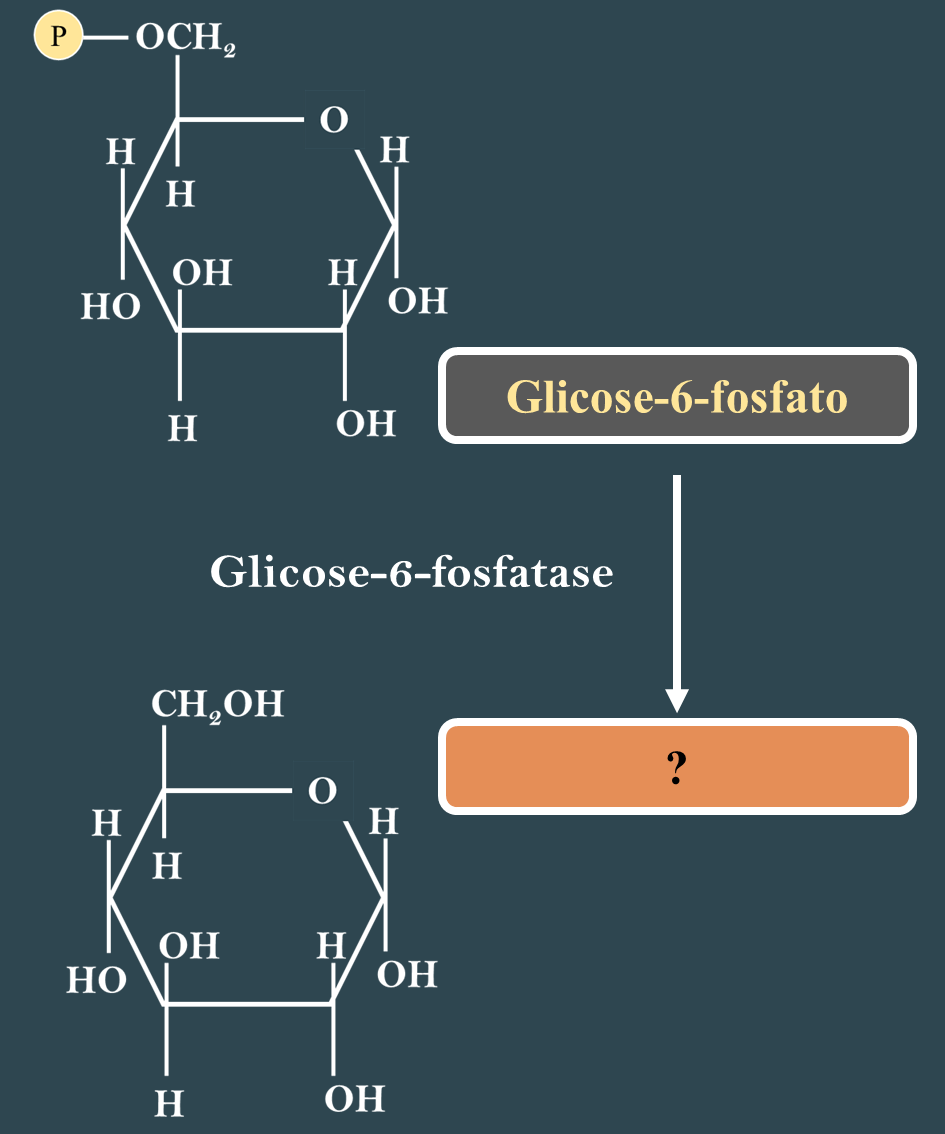 P OCH₂
O
H H
H
OH H
HO OH
H OH
Glicose-6-fosfato
Glicose-6-fosfatase
CH₂OH
?
O
H H
H
OH H
HO OH
H OH